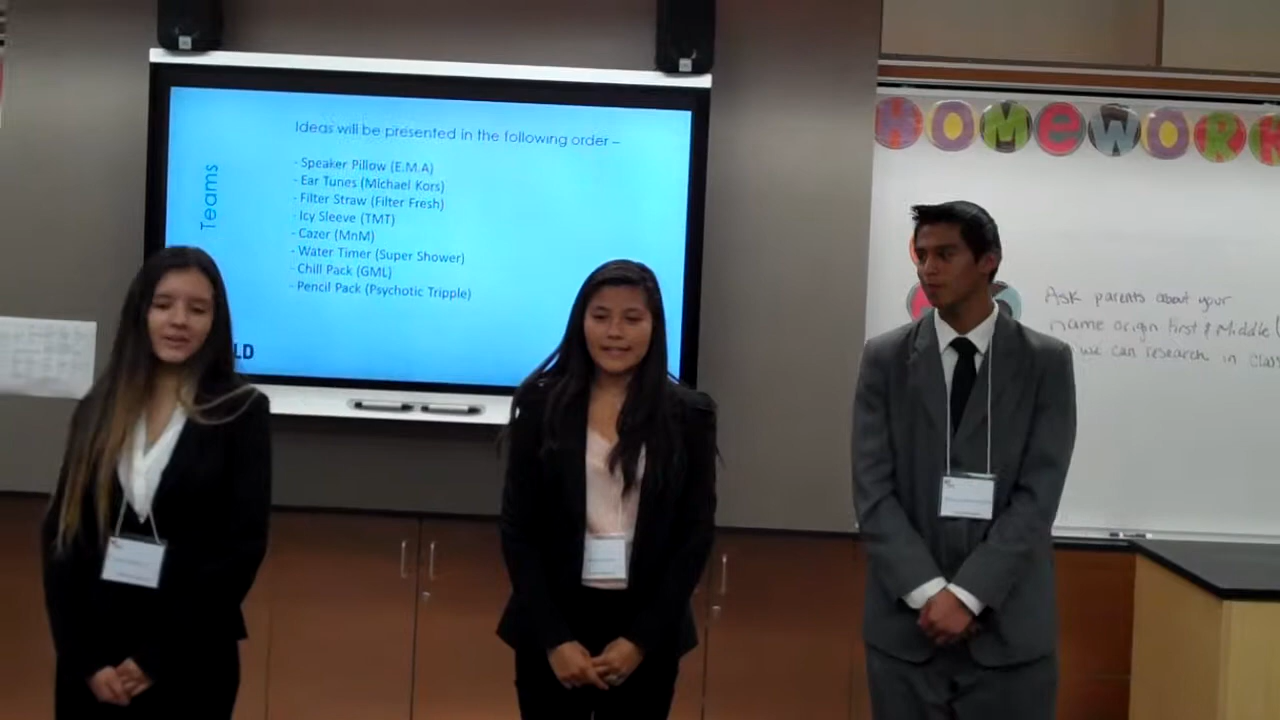 Teams
Ideas will be presented in the following order –
- Speaker Pillow (E.M.A)
- Ear Tunes (Michael Kors)
- Filter Straw (Filter Fresh)
- Icy Sleeve (TMT)
- Cazer (MnM)
- Water Timer (Super Shower)
- Chill Pack (GML)
- Pencil Pack (Psychotic Tripple)
LD
HOMEWORK
Ask parents about your
name origin First & Middle
we can research in class